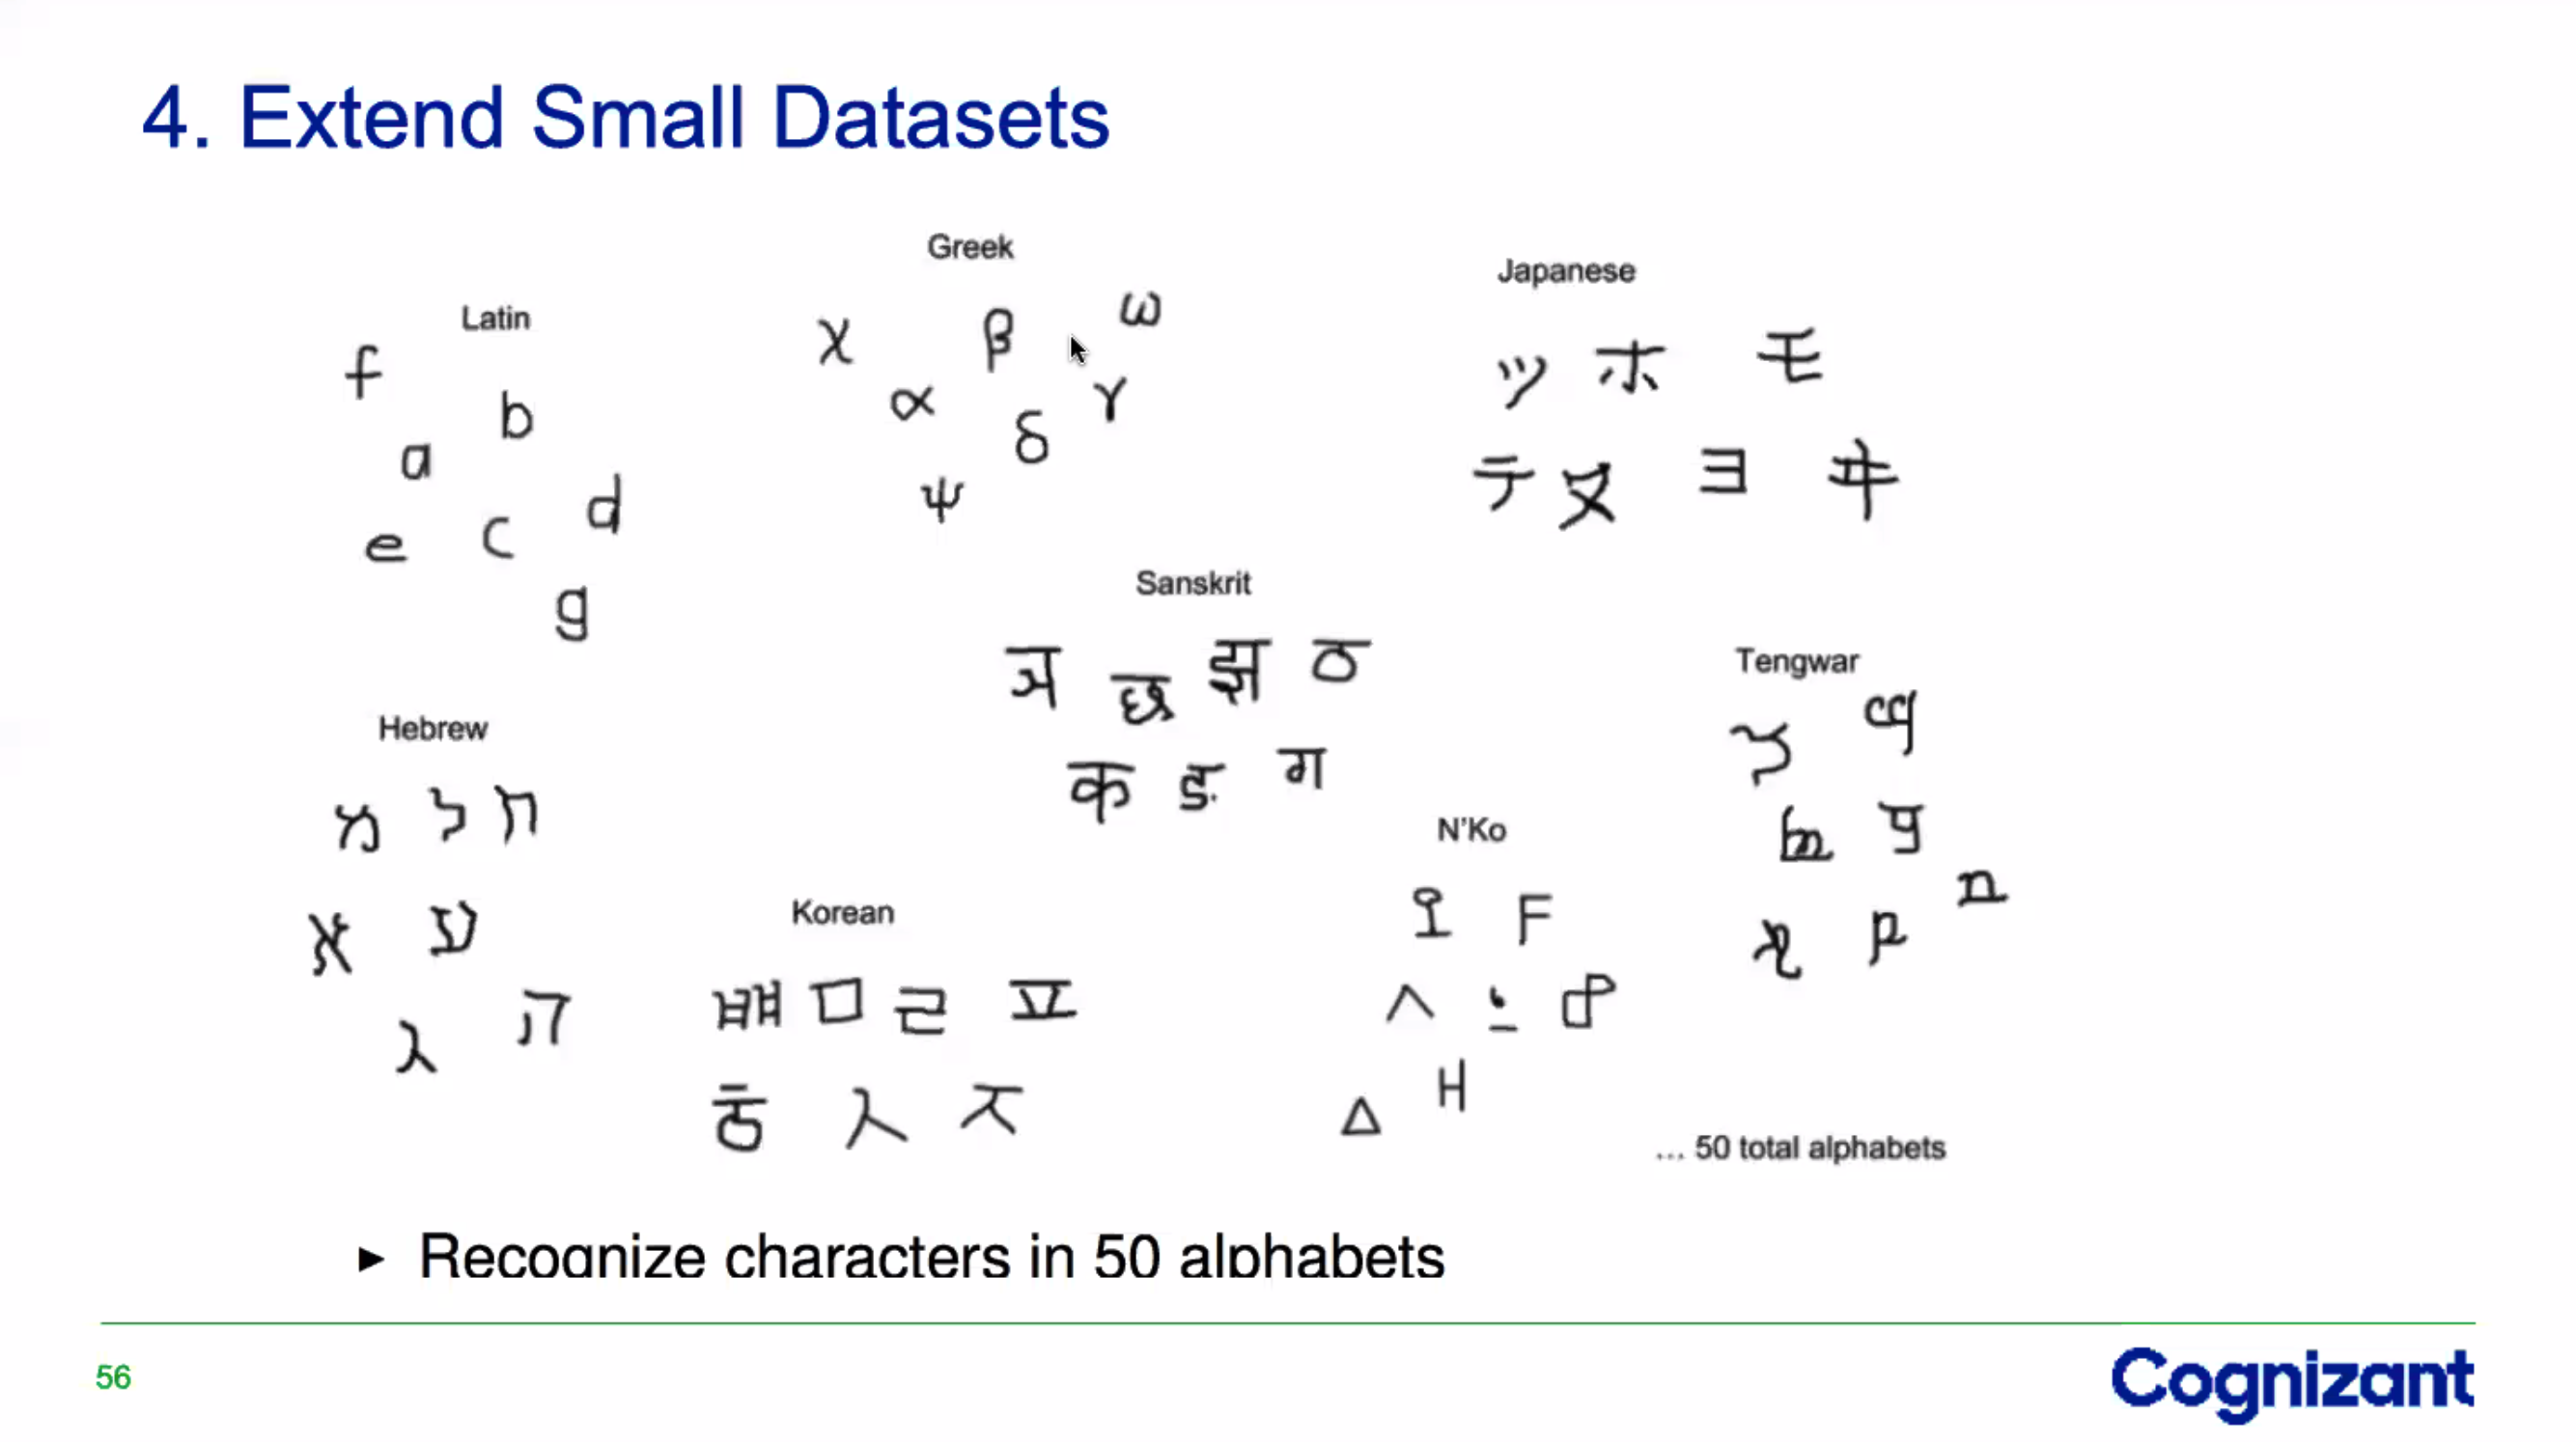 4. Extend Small Datasets
Latin
f
b
a
d
e c
g
Greek
χ β ω
α γ
δ
ψ
Japanese
ツ ホ モ
テ ヌ ヨ ヰ
Sanskrit
ञ छ झ ठ
क ङ ग
Hebrew
מ ל ח
א ט
ג ה
Korean
ㅁ ㄹ ㅛ
ㅎ ㅅ ㅈ
N'Ko
F
H
Δ
Tengwar
... 50 total alphabets
► Recognize characters in 50 alphabets
56
Cognizant